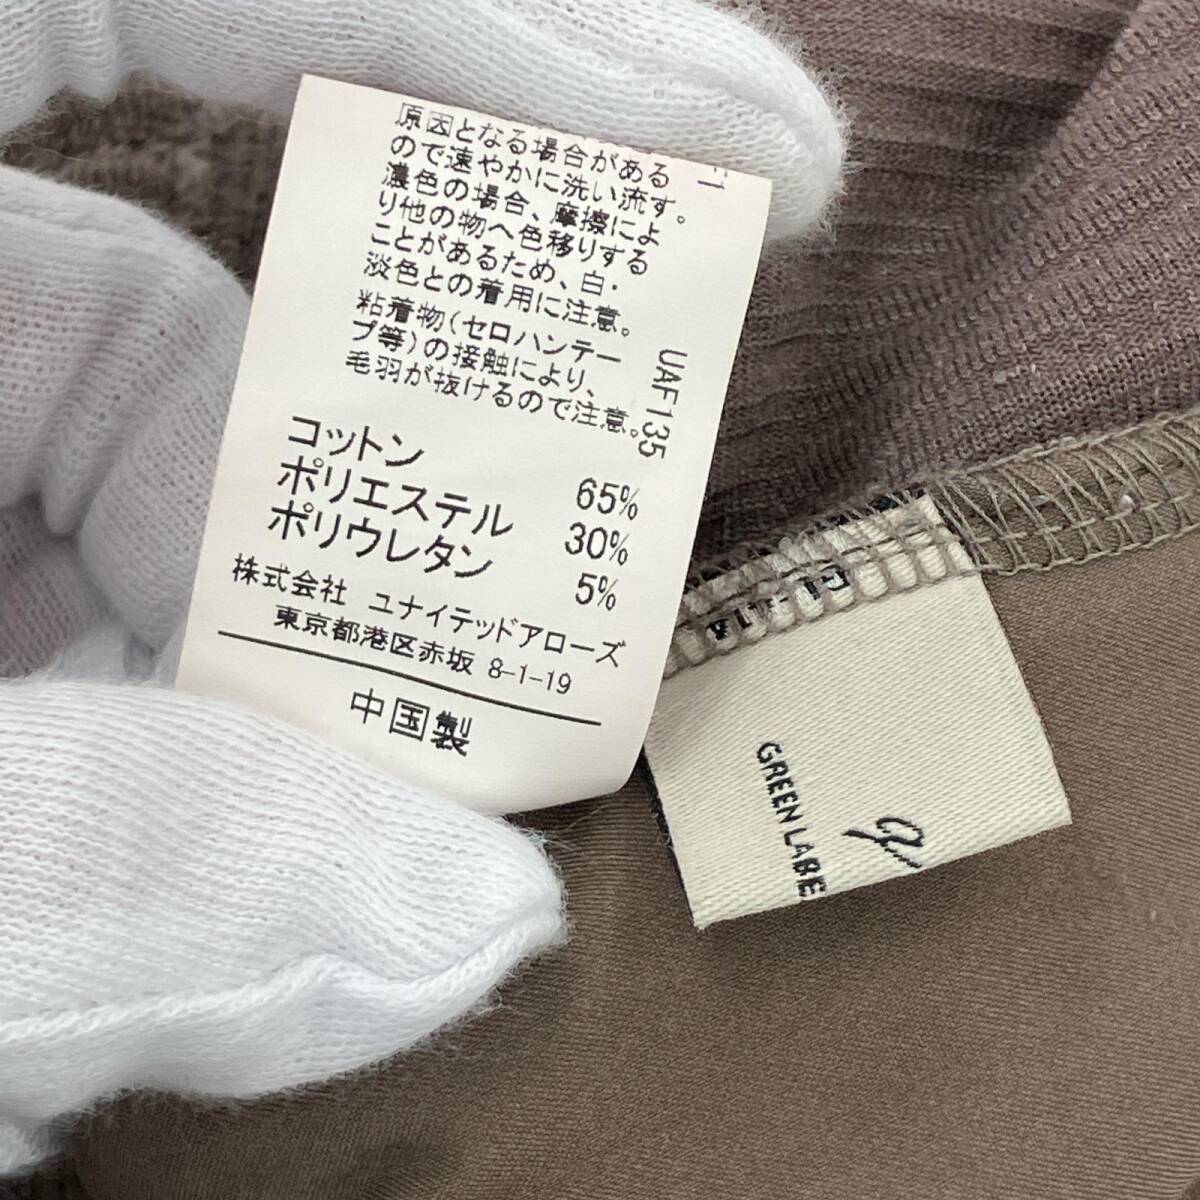 原因となる場合がある
ので速やかに洗い流す。
濃色の場合、摩擦によ
り他の物へ色移りする
ことがあるため、白・
淡色との着用に注意。
粘着物(セロハンテー
プ等)の接触により、
毛羽が抜けるので注意。
UAF135
コットン 65%
ポリエステル 30%
ポリウレタン 5%
株式会社 ユナイテッドアローズ
東京都港区赤坂 8-1-19
中国製
GREEN LABE